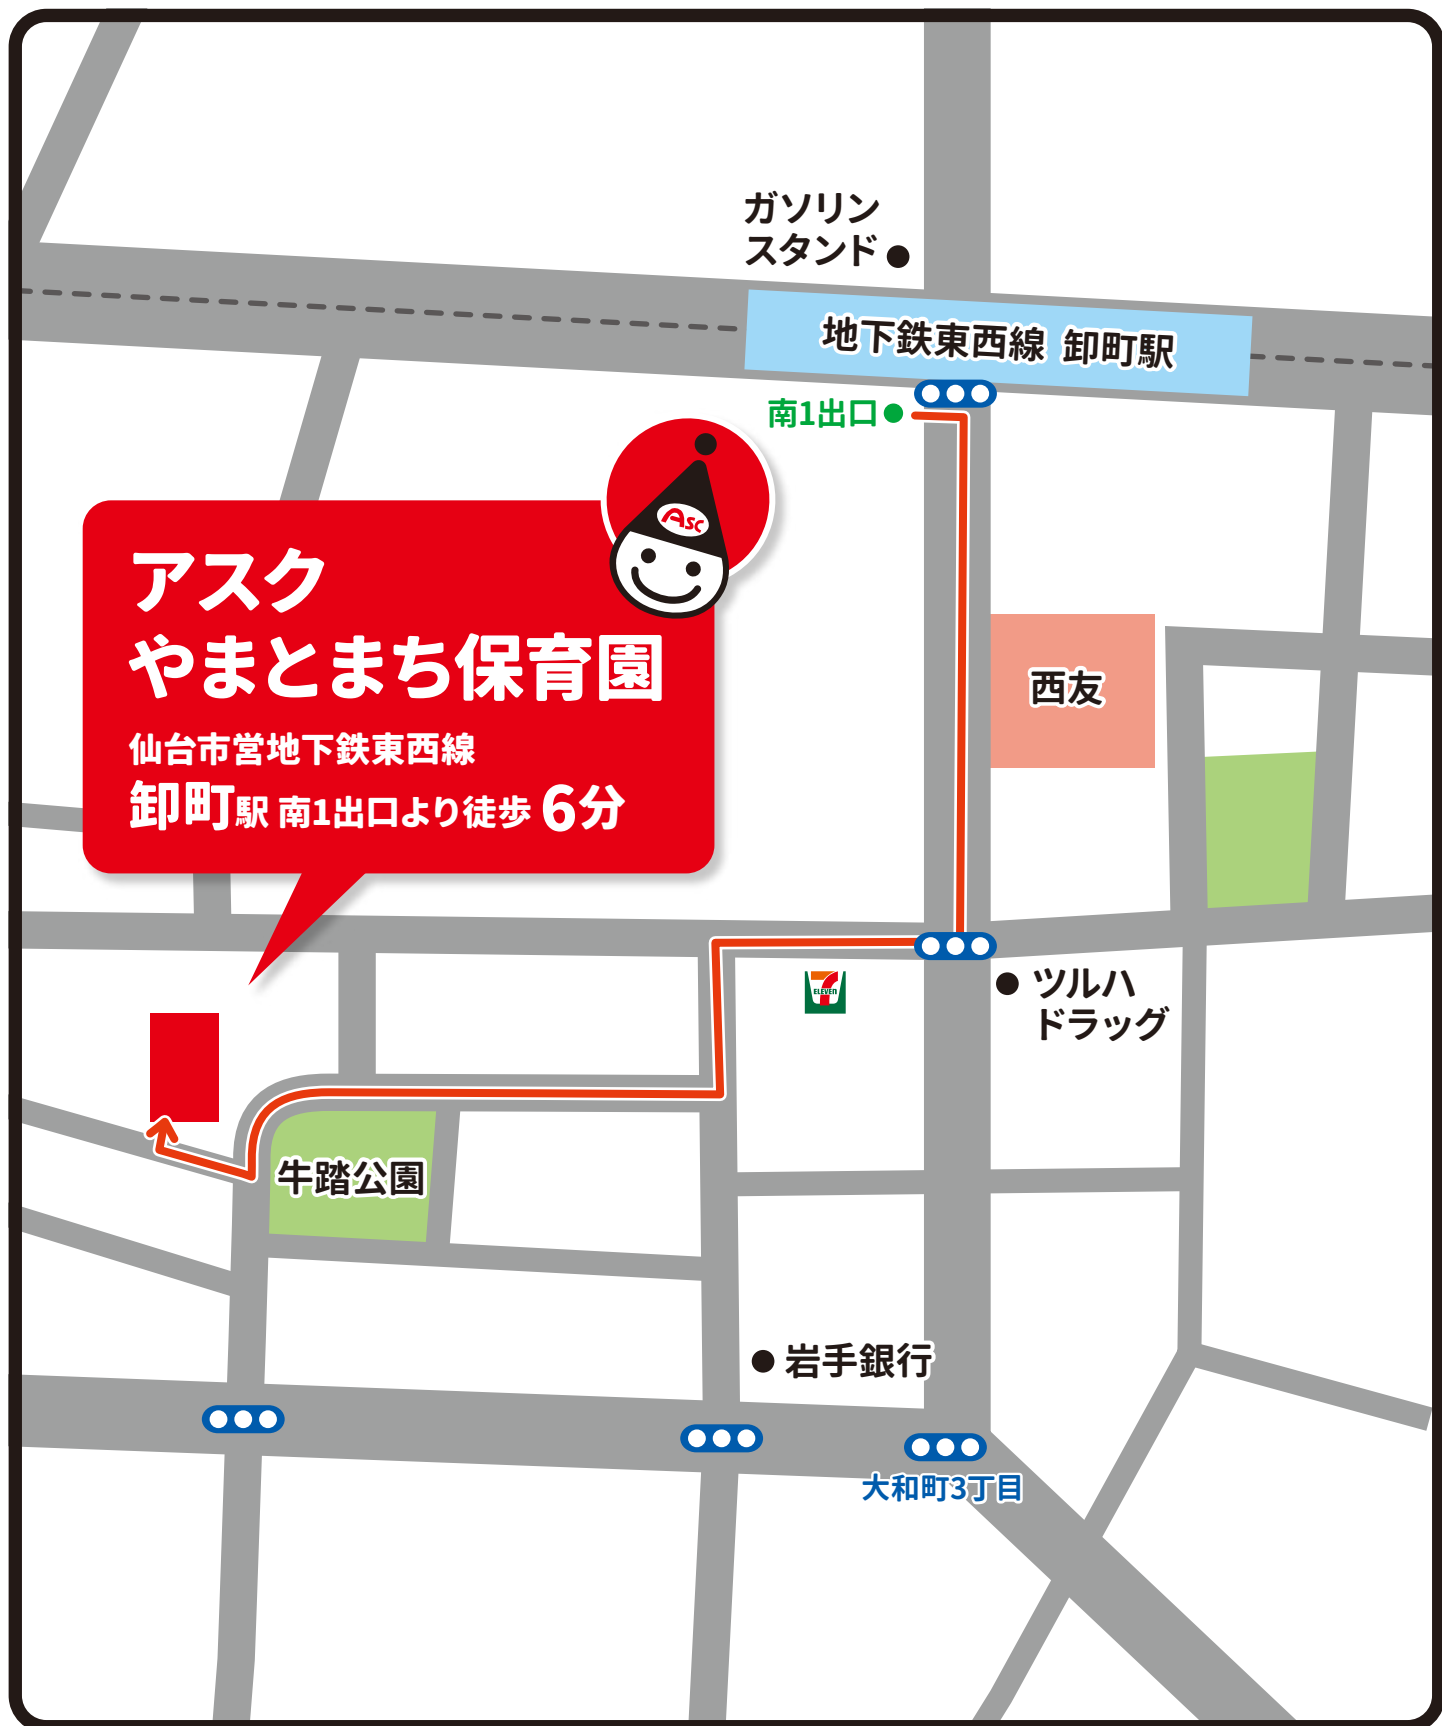 ガソリン
スタンド
地下鉄東西線 卸町駅
南1出口
ASC
アスク
やまとまち保育園
仙台市営地下鉄東西線
卸町駅 南1出口より徒歩 6分
西友
7
ELEVEN
ツルハ
ドラッグ
牛踏公園
岩手銀行
大和町3丁目